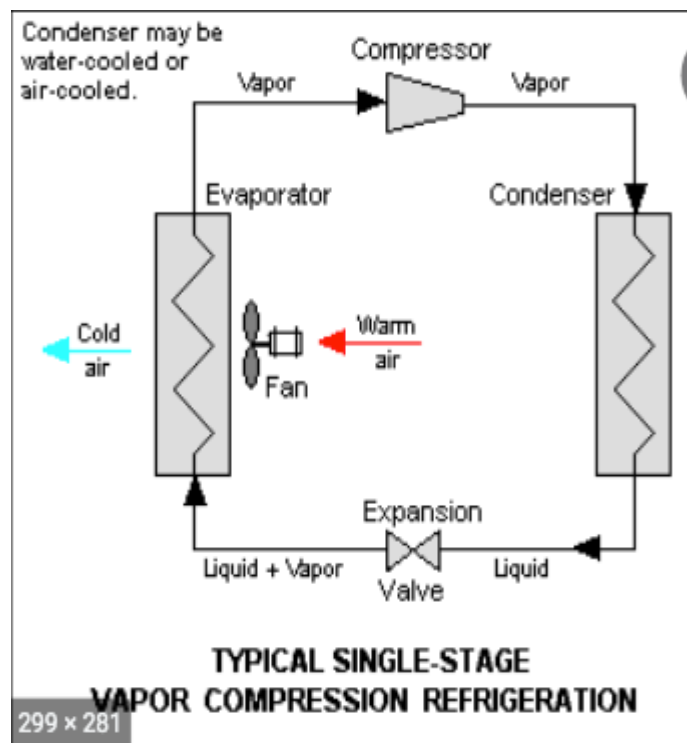 Condenser may be
water-cooled or
air-cooled.
Compressor
Vapor
Vapor
Evaporator
Condenser
Cold
air
Warm
air
Fan
Expansion
Valve
Liquid + Vapor
Liquid
TYPICAL SINGLE-STAGE
VAPOR COMPRESSION REFRIGERATION
299 × 281